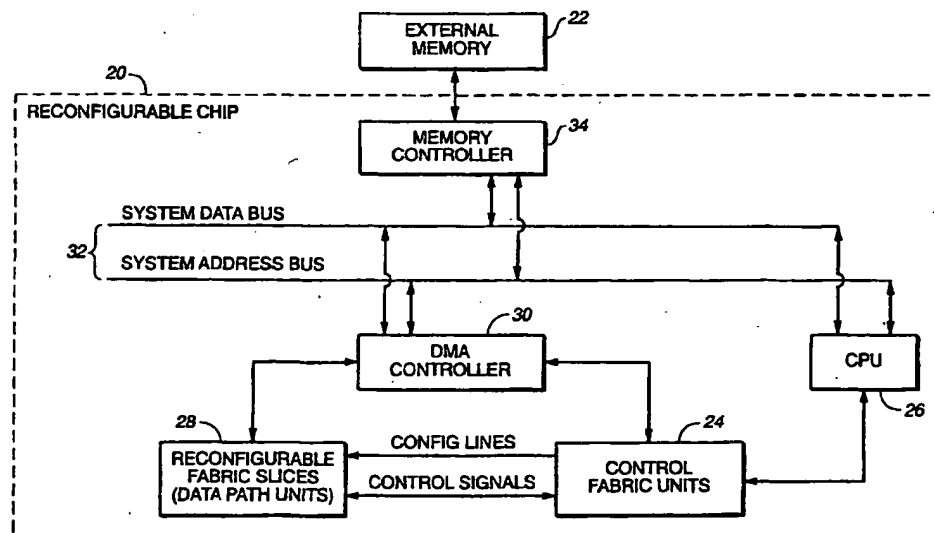 EXTERNAL
MEMORY
22
20
RECONFIGURABLE CHIP
MEMORY
CONTROLLER
34
SYSTEM DATA BUS
32
SYSTEM ADDRESS BUS
30
DMA
CONTROLLER
CPU
26
28
RECONFIGURABLE
FABRIC SLICES
(DATA PATH UNITS)
CONFIG LINES
CONTROL SIGNALS
24
CONTROL
FABRIC UNITS